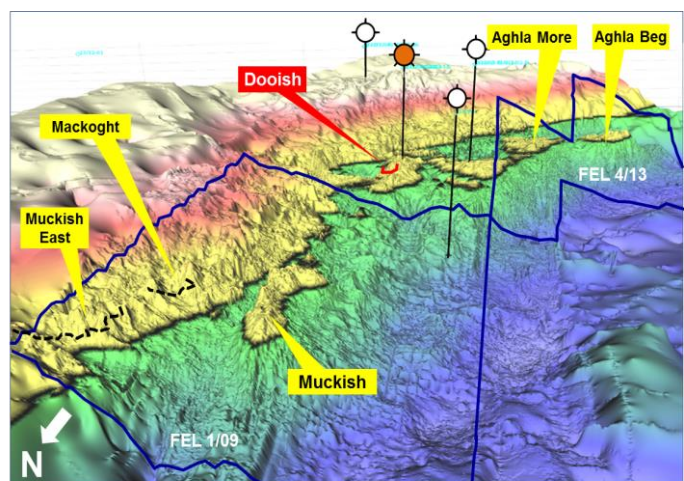 Aghla More
Aghla Beg
Dooish
Mackoght
Muckish
East
FEL 4/13
Muckish
FEL 1/09
N